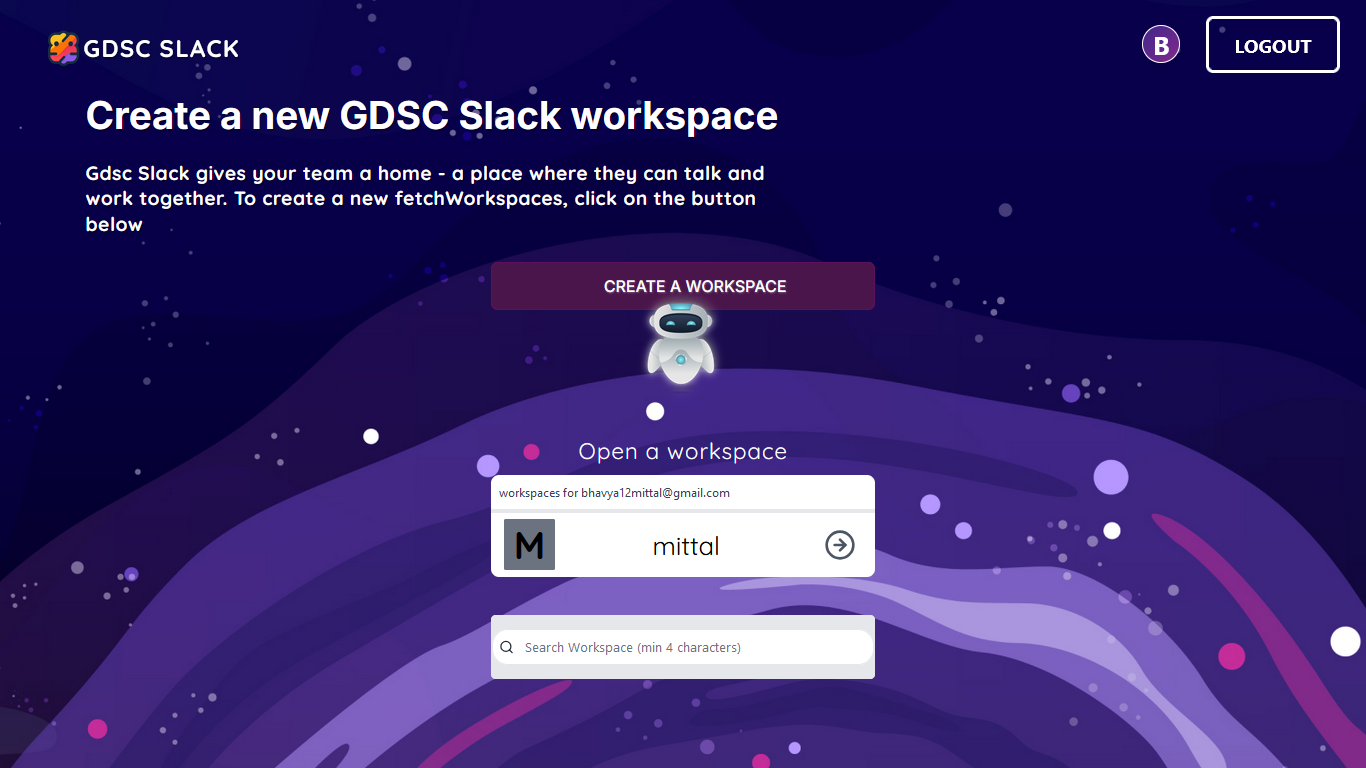 GDSC SLACK
B
LOGOUT
Create a new GDSC Slack workspace
Gdsc Slack gives your team a home - a place where they can talk and
work together. To create a new fetchWorkspaces, click on the button
below
CREATE A WORKSPACE
Open a workspace
workspaces for bhavya12mittal@gmail.com
M
mittal
Search Workspace (min 4 characters)